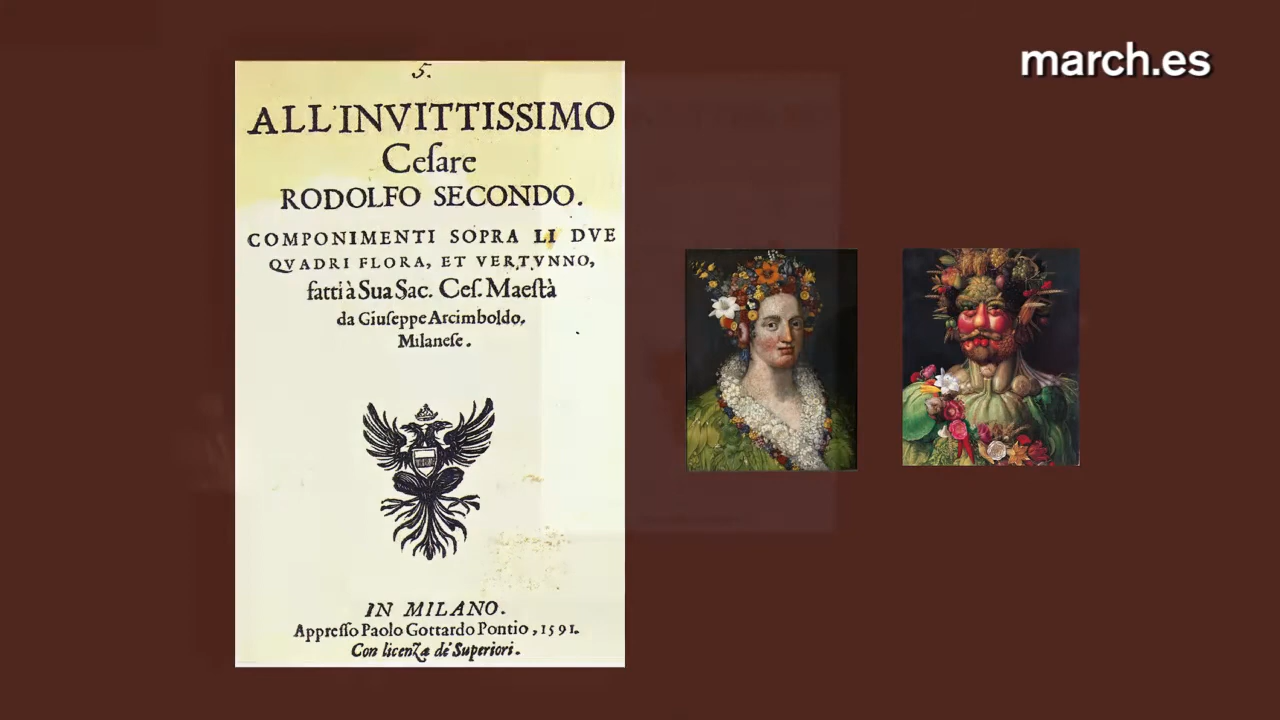 march.es
5.
ALL'INVITTISSIMO
Ceſare
RODOLFO SECONDO.
COMPONIMENTI SOPRA LI DVE
QVADRI FLORA, ET VERTVNNO,
fatti à Sua Sac. Ceſ. Maeſtà
da Giuſeppe Arcimboldo,
Milaneſe.
IN MILANO.
Appreſſo Paolo Gottardo Pontio, 1591.
Con licenza de' Superiori.